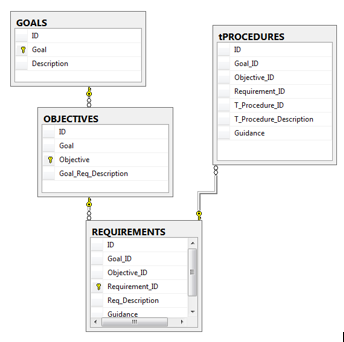 GOALS
ID
Goal
Description
OBJECTIVES
ID
Goal
Objective
Goal_Req_Description
REQUIREMENTS
ID
Goal_ID
Objective_ID
Requirement_ID
Req_Description
Guidance
tPROCEDURES
ID
Goal_ID
Objective_ID
Requirement_ID
T_Procedure_ID
T_Procedure_Description
Guidance